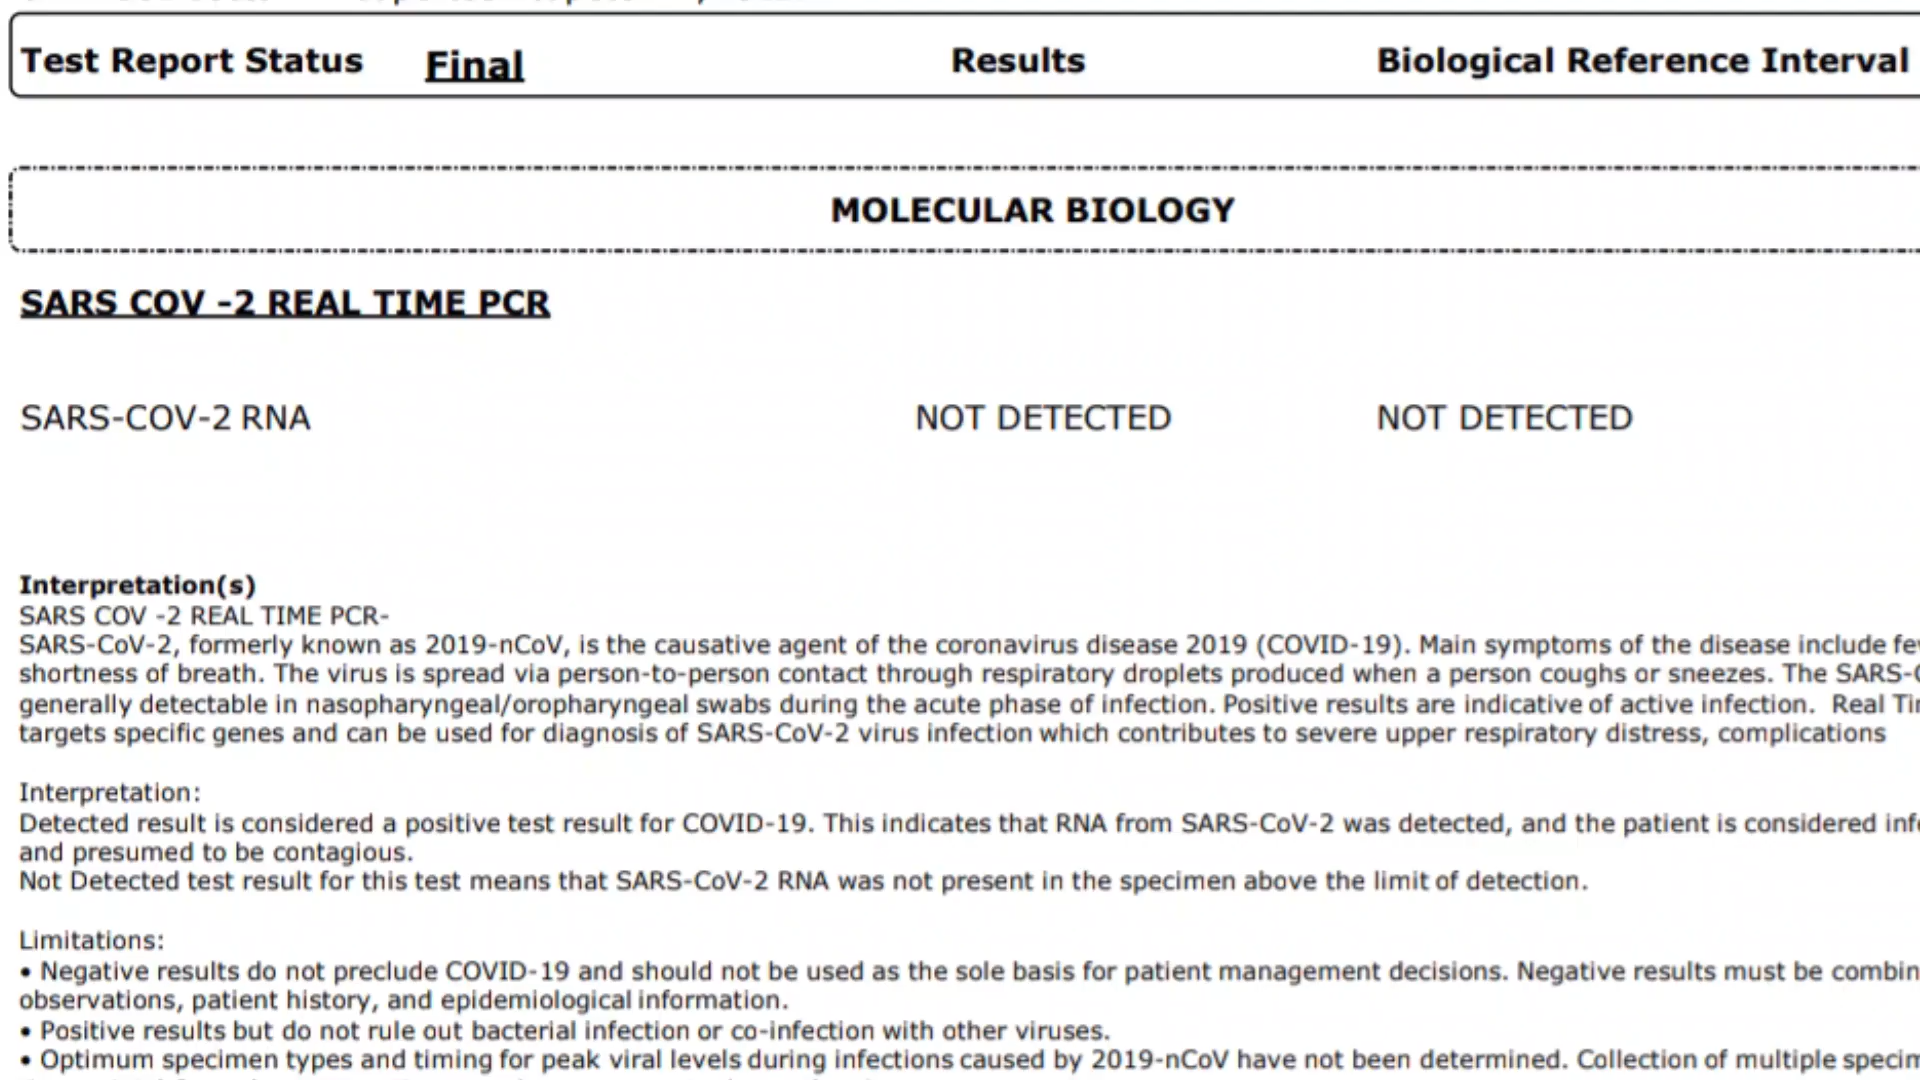 Test Report Status Final Results Biological Reference Interval
MOLECULAR BIOLOGY
SARS COV -2 REAL TIME PCR
SARS-COV-2 RNA NOT DETECTED NOT DETECTED
Interpretation(s)
SARS COV -2 REAL TIME PCR-
SARS-CoV-2, formerly known as 2019-nCoV, is the causative agent of the coronavirus disease 2019 (COVID-19). Main symptoms of the disease include
shortness of breath. The virus is spread via person-to-person contact through respiratory droplets produced when a person coughs or sneezes. The
generally detectable in nasopharyngeal/oropharyngeal swabs during the acute phase of infection. Positive results are indicative of active infection. Real
targets specific genes and can be used for diagnosis of SARS-CoV-2 virus infection which contributes to severe upper respiratory distress, complications
Interpretation:
Detected result is considered a positive test result for COVID-19. This indicates that RNA from SARS-CoV-2 was detected, and the patient is considered
and presumed to be contagious.
Not Detected test result for this test means that SARS-CoV-2 RNA was not present in the specimen above the limit of detection.
Limitations:
• Negative results do not preclude COVID-19 and should not be used as the sole basis for patient management decisions. Negative results must be
observations, patient history, and epidemiological information.
• Positive results but do not rule out bacterial infection or co-infection with other viruses.
• Optimum specimen types and timing for peak viral levels during infections caused by 2019-nCoV have not been determined. Collection of multiple